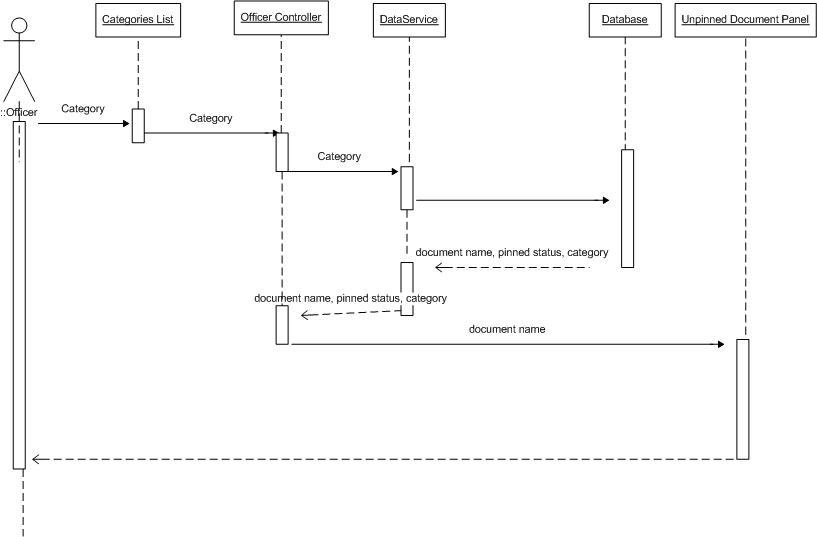 Categories List
Officer Controller
DataService
Database
Unpinned Document Panel
::Officer
Category
Category
Category
document name, pinned status, category
document name, pinned status, category
document name